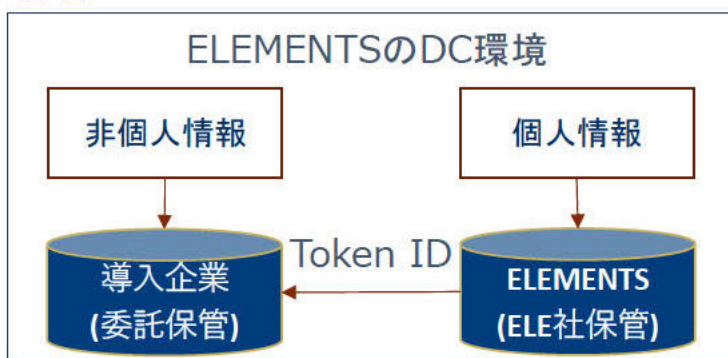 ELEMENTSのDC環境
非個人情報
個人情報
Token ID
導入企業
(委託保管)
ELEMENTS
(ELE社保管)